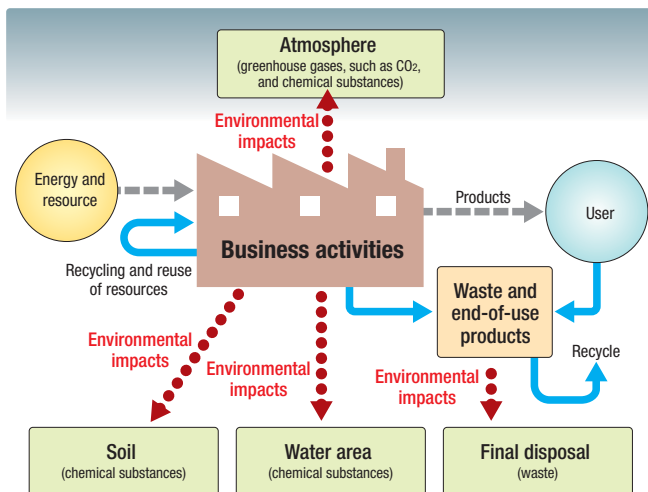 Atmosphere
(greenhouse gases, such as CO₂,
and chemical substances)
Environmental
impacts
Energy and
resource
Products
User
Business activities
Recycling and reuse
of resources
Waste and
end-of-use
products
Recycle
Environmental
impacts
Environmental
impacts
Environmental
impacts
Soil
(chemical substances)
Water area
(chemical substances)
Final disposal
(waste)